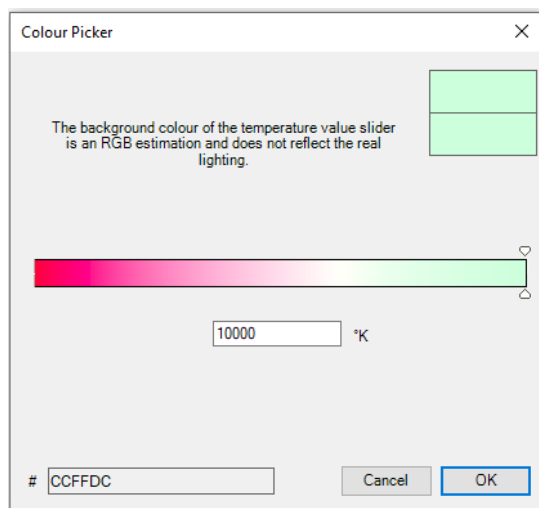 Colour Picker
The background colour of the temperature value slider
is an RGB estimation and does not reflect the real
lighting.
10000 °K
# CCFFDC Cancel OK